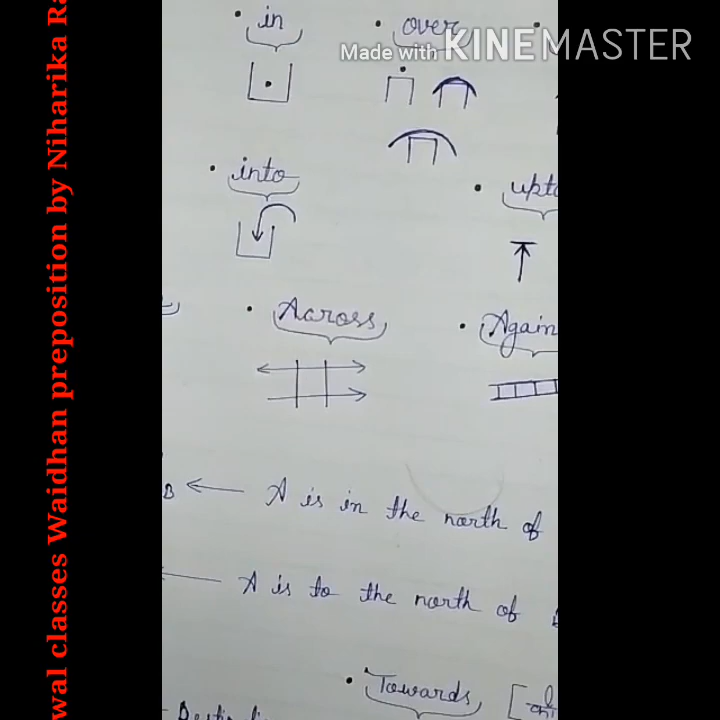 wal classes Waidhan preposition by Niharika Ra
• in • over •
Made with KINEMASTER
• into
• upto
• Across • Again
B ← A is in the north of
← A is to the north of
• Towards [